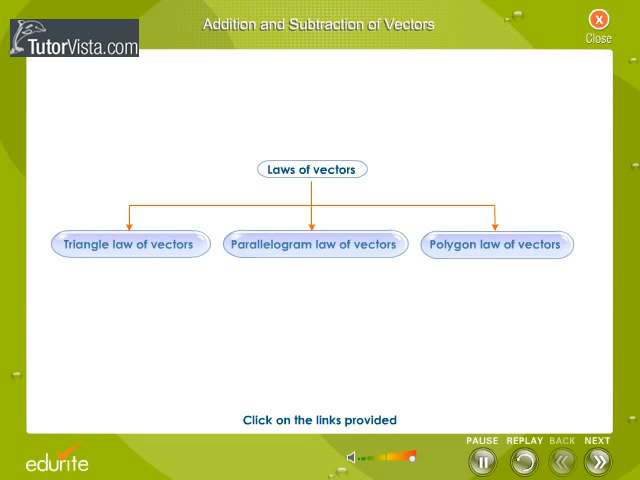 Addition and Subtraction of Vectors
X
Close
TutorVista.com
Laws of vectors
Triangle law of vectors
Parallelogram law of vectors
Polygon law of vectors
Click on the links provided
PAUSE REPLAY BACK NEXT
edurite